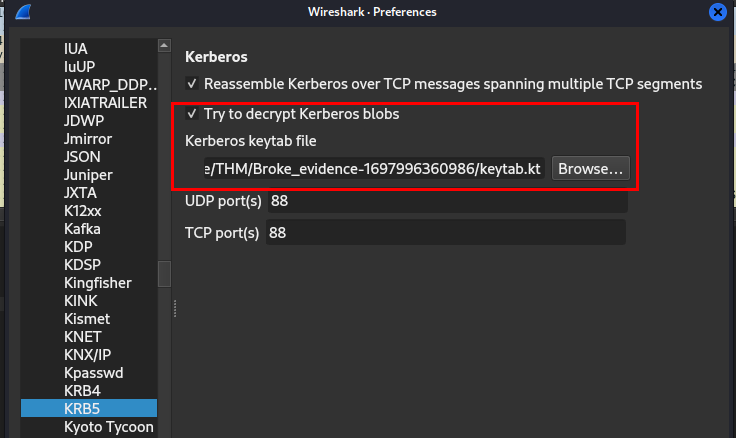 Wireshark · Preferences
IUA
IuUP
IWARP_DDP...
IXIATRAILER
JDWP
Jmirror
JSON
Juniper
JXTA
K12xx
Kafka
KDP
KDSP
Kingfisher
KINK
Kismet
KNET
KNX/IP
Kpasswd
KRB4
KRB5
Kyoto Tycoon
Kerberos
Reassemble Kerberos over TCP messages spanning multiple TCP segments
Try to decrypt Kerberos blobs
Kerberos keytab file
e/THM/Broke_evidence-1697996360986/keytab.kt Browse...
UDP port(s) 88
TCP port(s) 88